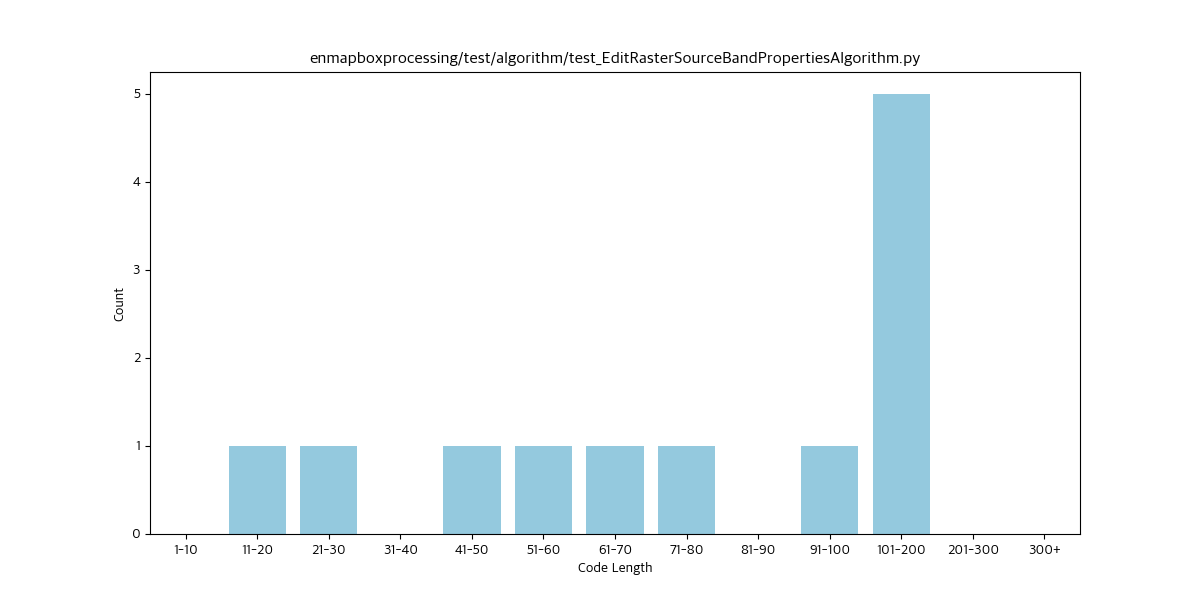 enmapboxprocessing/test/algorithm/test_EditRasterSourceBandPropertiesAlgorithm.py
Count
5
4
3
2
1
0
1-10 11-20 21-30 31-40 41-50 51-60 61-70 71-80 81-90 91-100 101-200 201-300 300+
Code Length